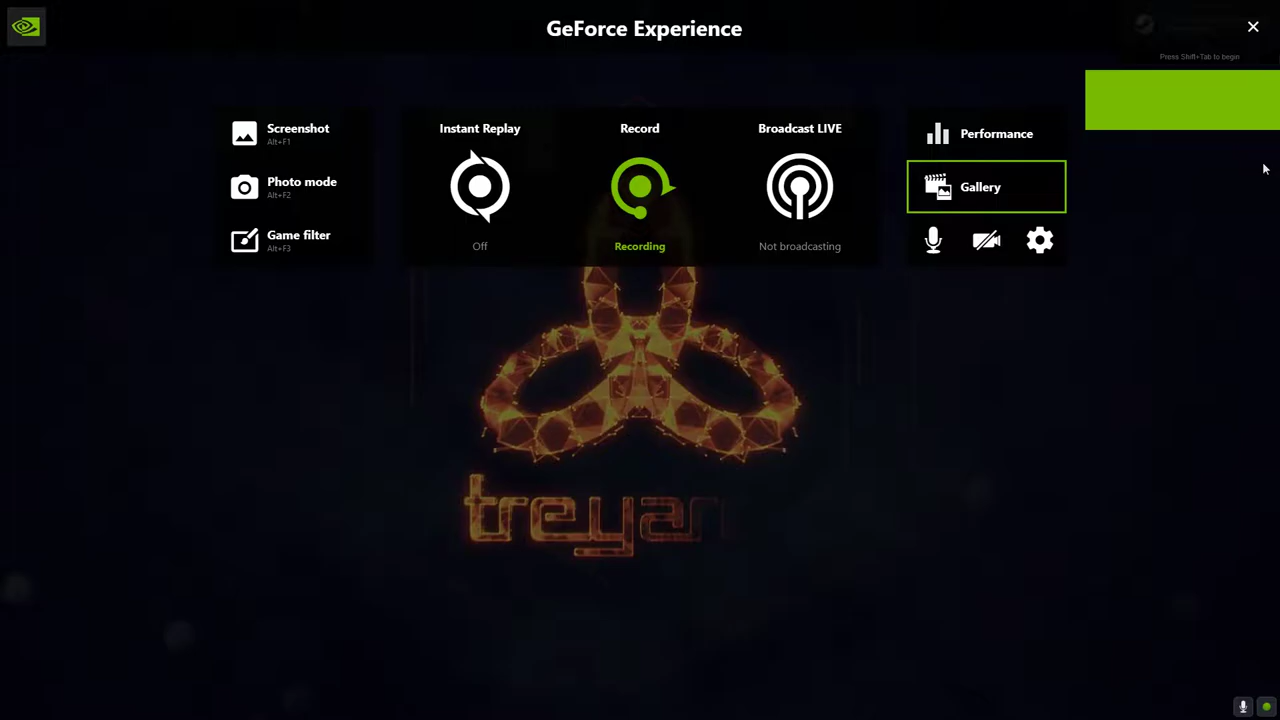 GeForce Experience
Press Shift+Tab to begin
Screenshot
Alt+F1
Photo mode
Alt+F2
Game filter
Alt+F3
Instant Replay
Off
Record
Recording
Broadcast LIVE
Not broadcasting
Performance
Gallery
treyar